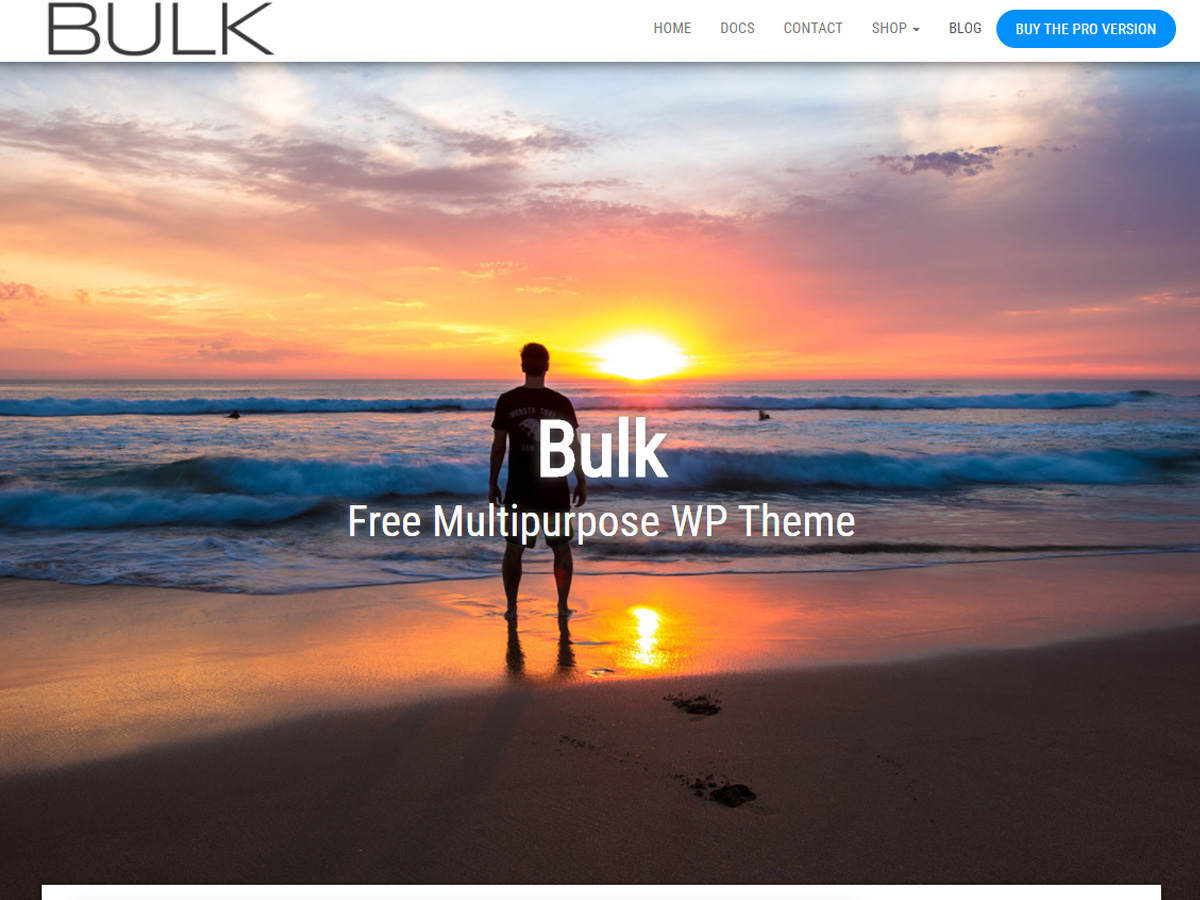 BULK
HOME DOCS CONTACT SHOP BLOG BUY THE PRO VERSION
Bulk
Free Multipurpose WP Theme